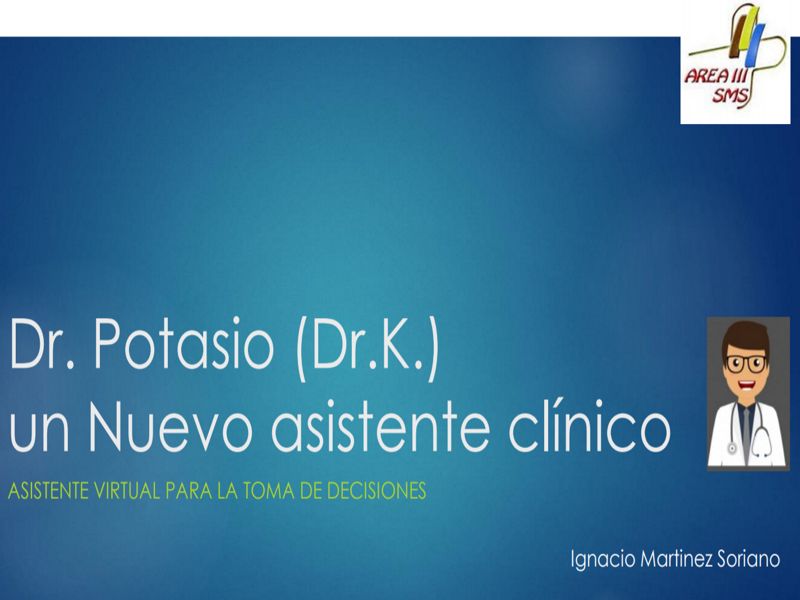 AREA III
SMS
Dr. Potasio (Dr.K.)
un Nuevo asistente clínico
ASISTENTE VIRTUAL PARA LA TOMA DE DECISIONES
Ignacio Martinez Soriano